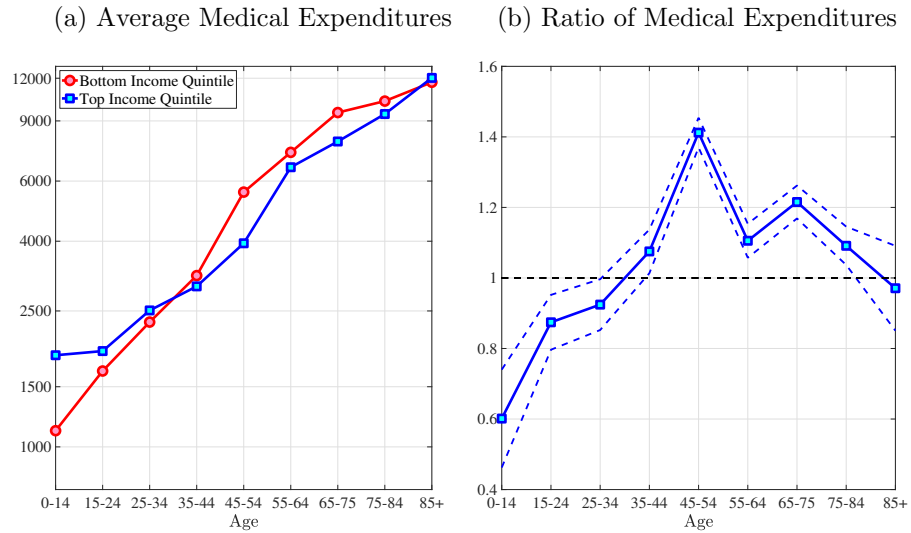 (a) Average Medical Expenditures
12000
9000
6000
4000
2500
1500
1000
Bottom Income Quintile
Top Income Quintile
0-14 15-24 25-34 35-44 45-54 55-64 65-75 75-84 85+
Age
(b) Ratio of Medical Expenditures
1.6
1.4
1.2
1
0.8
0.6
0.4
0-14 15-24 25-34 35-44 45-54 55-64 65-75 75-84 85+
Age